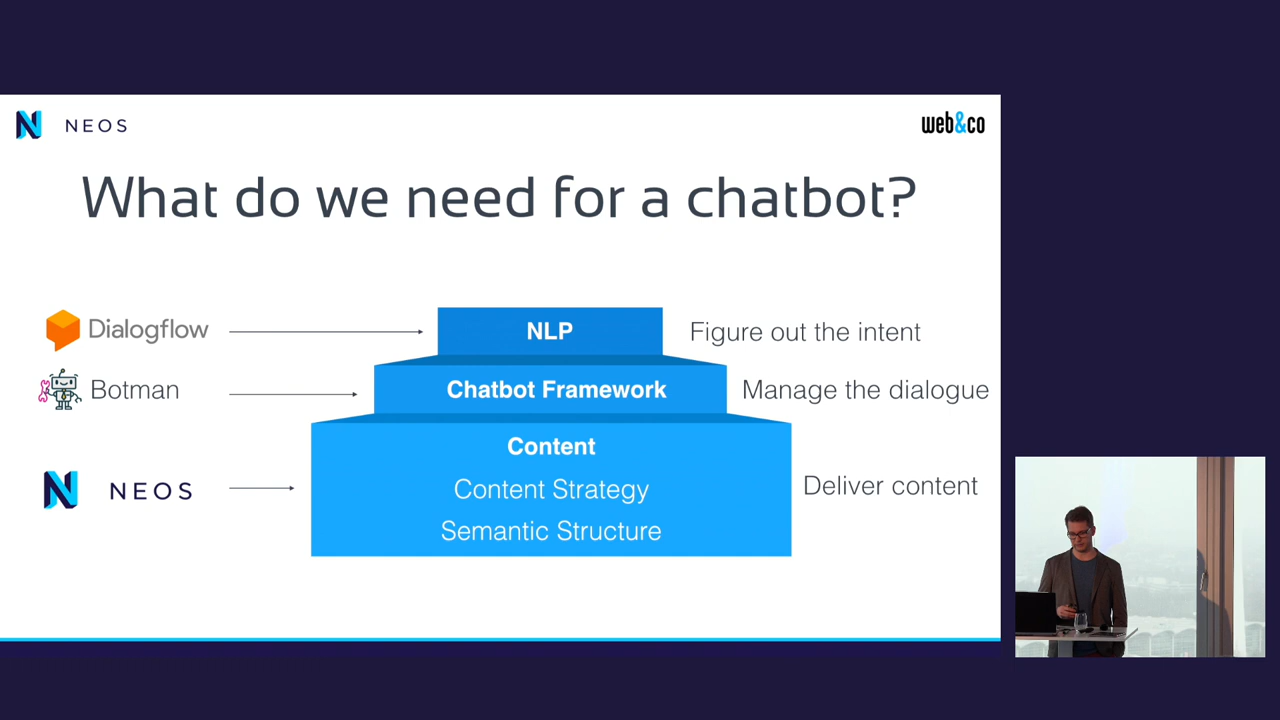 NEOS
web&co
What do we need for a chatbot?
Dialogflow
NLP
Figure out the intent
Botman
Chatbot Framework
Manage the dialogue
NEOS
Content
Content Strategy
Semantic Structure
Deliver content